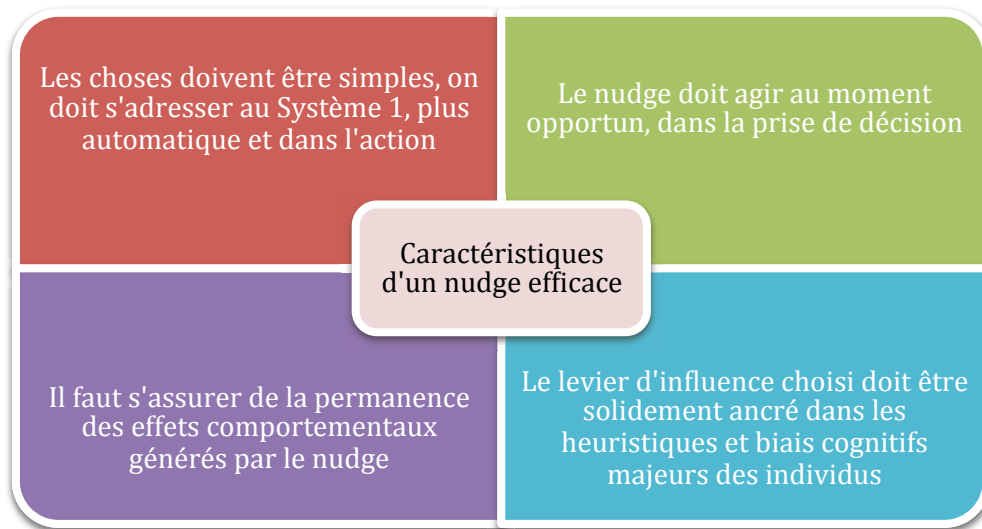 Les choses doivent être simples, on
doit s'adresser au Système 1, plus
automatique et dans l'action
Le nudge doit agir au moment
opportun, dans la prise de décision
Caractéristiques
d'un nudge efficace
Il faut s'assurer de la permanence
des effets comportementaux
générés par le nudge
Le levier d'influence choisi doit être
solidement ancré dans les
heuristiques et biais cognitifs
majeurs des individus